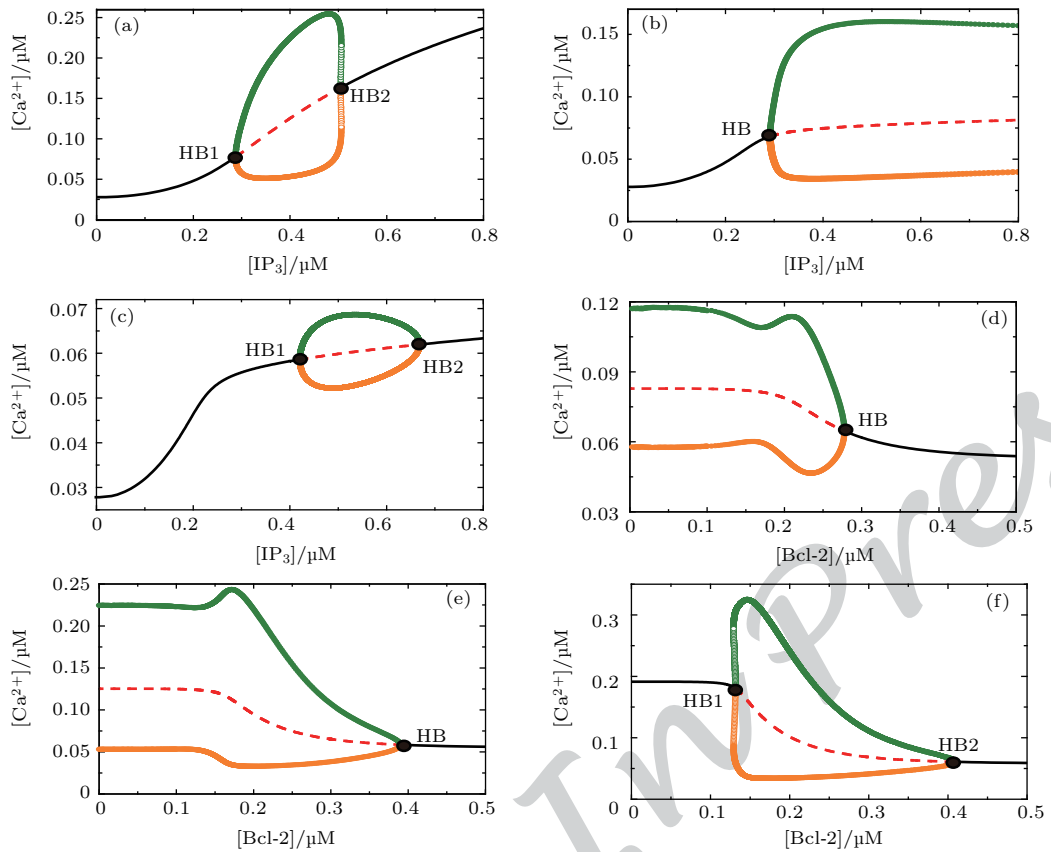 (a)
[Ca²⁺]/μM
0.25
0.20
0.15
0.10
0.05
0
HB1
HB2
0 0.2 0.4 0.6 0.8
[IP₃]/μM
(b)
[Ca²⁺]/μM
0.15
0.10
0.05
0
HB
0 0.2 0.4 0.6 0.8
[IP₃]/μM
(c)
[Ca²⁺]/μM
0.07
0.06
0.05
0.04
0.03
HB1
HB2
0 0.2 0.4 0.6 0.8
[IP₃]/μM
(d)
[Ca²⁺]/μM
0.12
0.09
0.06
0.03
HB
0 0.1 0.2 0.3 0.4 0.5
[Bcl-2]/μM
(e)
[Ca²⁺]/μM
0.25
0.20
0.15
0.10
0.05
0
HB
0 0.1 0.2 0.3 0.4 0.5
[Bcl-2]/μM
(f)
[Ca²⁺]/μM
0.3
0.2
0.1
0
HB1
HB2
0 0.1 0.2 0.3 0.4 0.5
[Bcl-2]/μM
In Pres